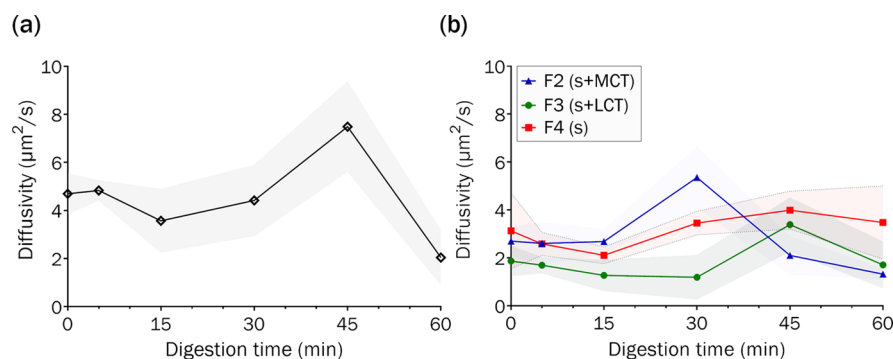 (a)
10
8
6
4
2
0
Diffusivity (μm²/s)
0 15 30 45 60
Digestion time (min)
(b)
10
8
6
4
2
0
Diffusivity (μm²/s)
F2 (s+MCT)
F3 (s+LCT)
F4 (s)
0 15 30 45 60
Digestion time (min)